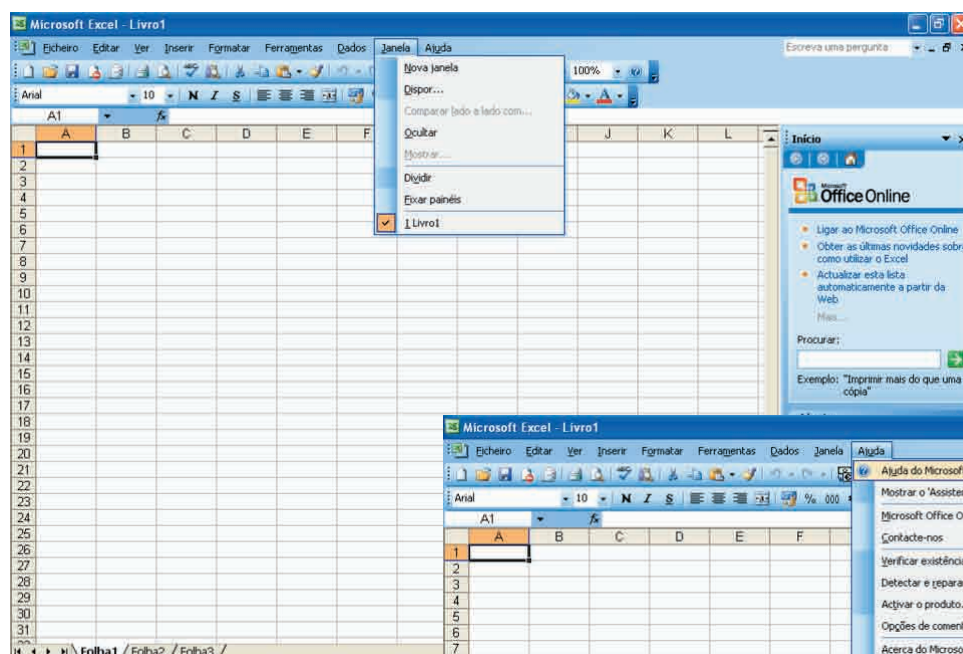 Microsoft Excel - Livro1
Ficheiro Editar Ver Inserir Formatar Ferramentas Dados Janela Ajuda
Escreva uma pergunta
100%
Arial 10 N I S
A1 fx
A B C D E F J K L
1
2
3
4
5
6
7
8
9
10
11
12
13
14
15
16
17
18
19
20
21
22
23
24
25
26
27
28
29
30
31
Folha1 / Folha2 / Folha3 /
Nova janela
Dispor...
Comparar lado a lado com...
Ocultar
Mostrar...
Dividir
Fixar painéis
1 Livro1
Início
Microsoft
Office Online
Ligar ao Microsoft Office Online
Obter as últimas novidades sobr
como utilizar o Excel
Actualizar esta lista
automaticamente a partir da
Web
Mais...
Procurar:
Exemplo: "Imprimir mais do que uma
cópia"
Microsoft Excel - Livro1
Ficheiro Editar Ver Inserir Formatar Ferramentas Dados Janela Ajuda
Arial 10 N I S % 000
A1 fx
A B C D E F
1
2
3
4
5
6
7
Ajuda do Microsoft
Mostrar o 'Assisten
Microsoft Office O
Contacte-nos
Verificar existência
Detectar e repara
Activar o produto.
Opções de coment
Acerca do Microso